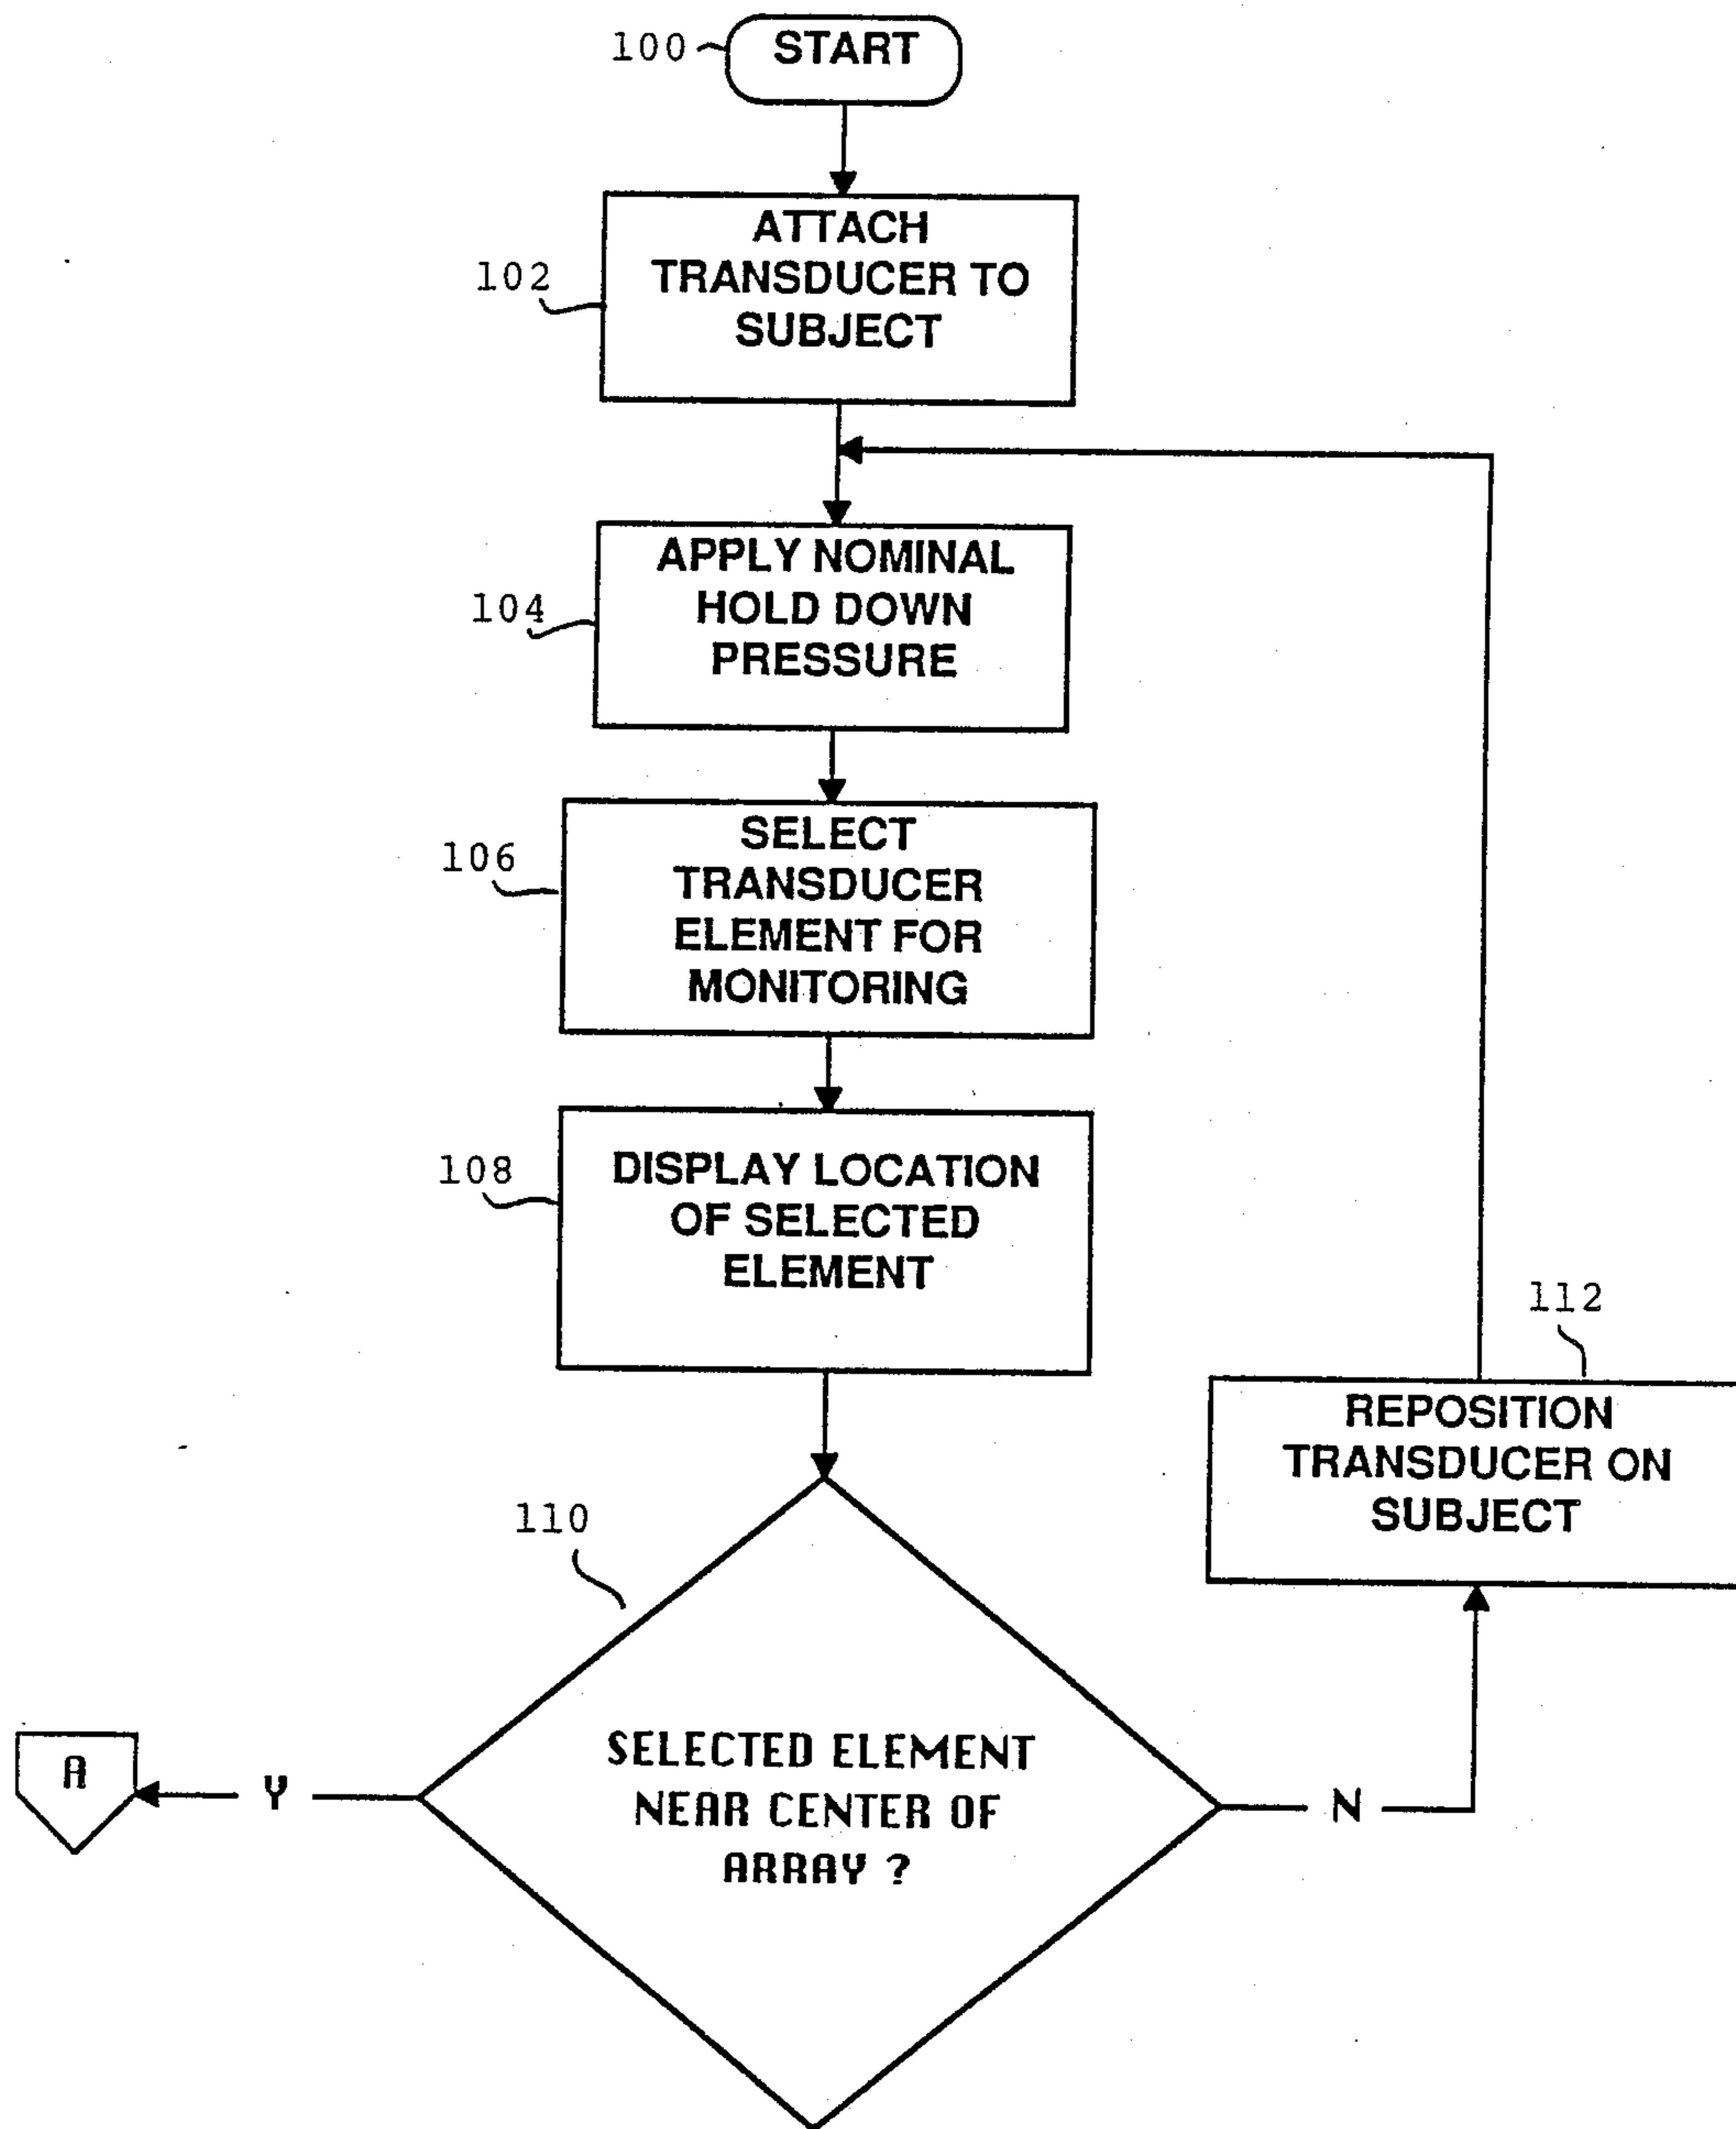 100
START
102
ATTACH
TRANSDUCER TO
SUBJECT
104
APPLY NOMINAL
HOLD DOWN
PRESSURE
106
SELECT
TRANSDUCER
ELEMENT FOR
MONITORING
108
DISPLAY LOCATION
OF SELECTED
ELEMENT
112
REPOSITION
TRANSDUCER ON
SUBJECT
110
SELECTED ELEMENT
NEAR CENTER OF
ARRAY ?
A
Y
N